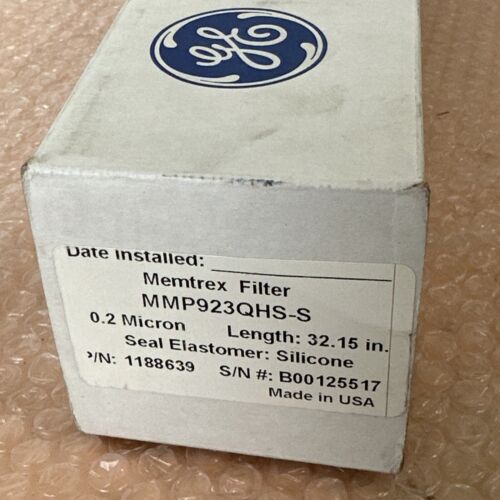 GE
Date Installed: 
Memtrex Filter
MMP923QHS-S
0.2 Micron Length: 32.15 in.
Seal Elastomer: Silicone
P/N: 1188639 S/N #: B00125517
Made in USA